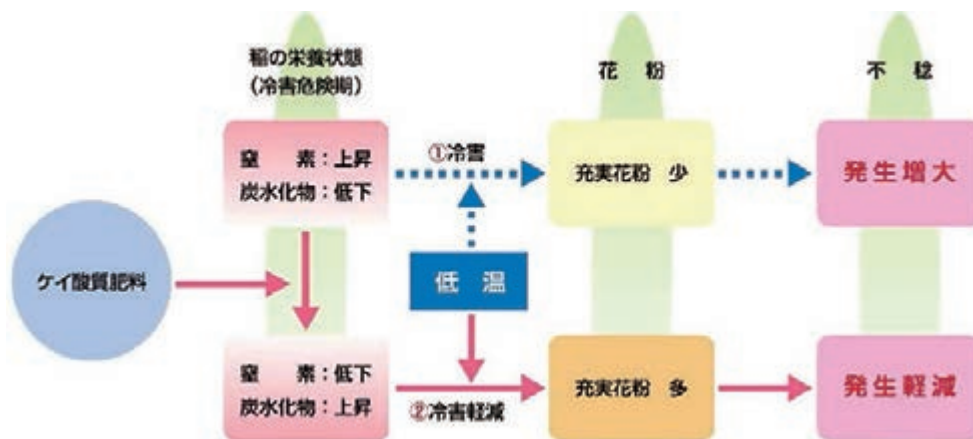 稲の栄養状態
（冷害危険期）
花 粉
不 稔
窒 素：上昇
炭水化物：低下
①冷害
充実花粉 少
発生増大
ケイ酸質肥料
低 温
窒 素：低下
炭水化物：上昇
②冷害軽減
充実花粉 多
発生軽減